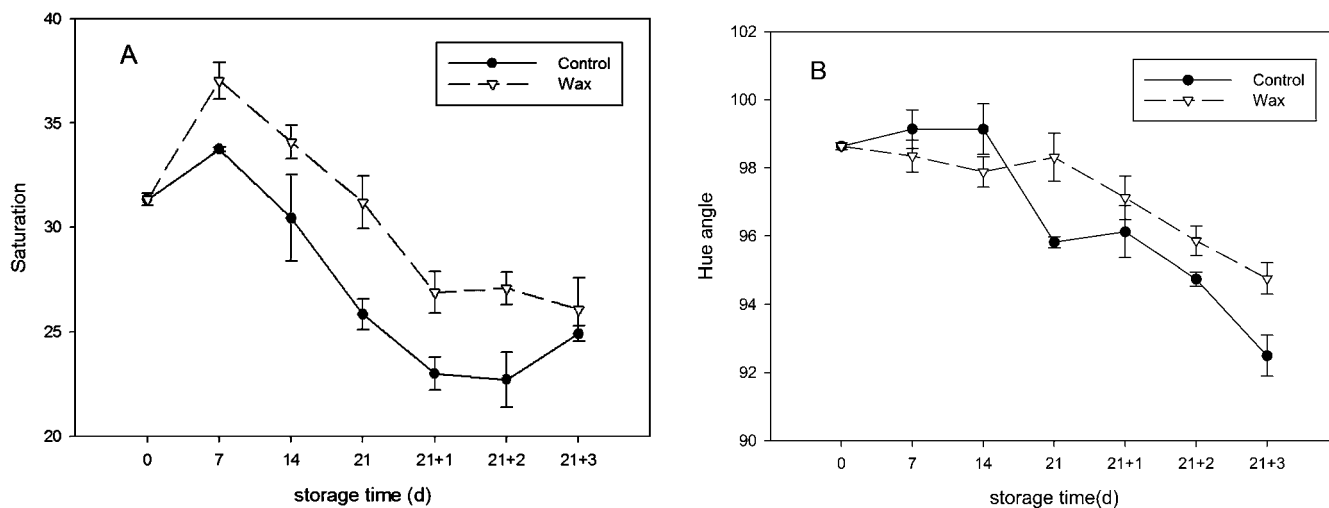 A
Control
Wax
40
35
30
25
20
Saturation
0 7 14 21 21+1 21+2 21+3
storage time (d)
B
Control
Wax
102
100
98
96
94
92
90
Hue angle
0 7 14 21 21+1 21+2 21+3
storage time(d)